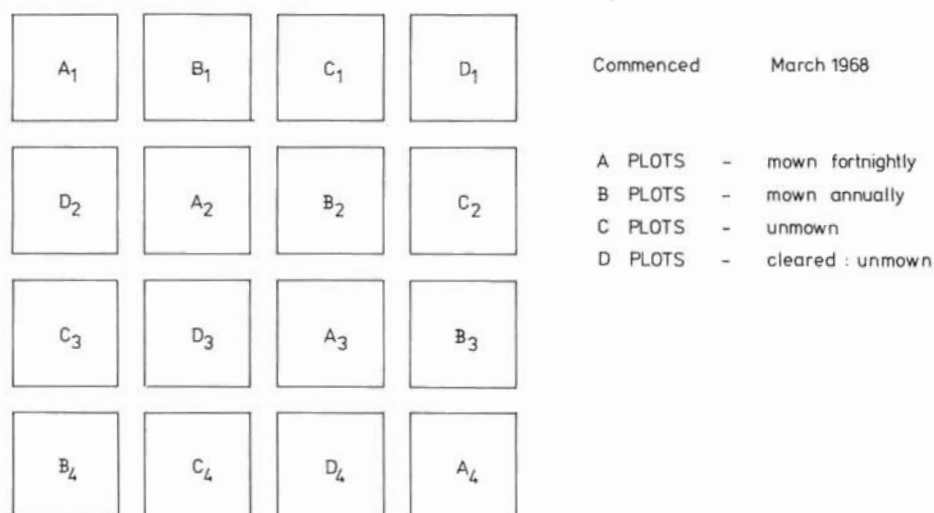 A₁ B₁ C₁ D₁
D₂ A₂ B₂ C₂
C₃ D₃ A₃ B₃
B₄ C₄ D₄ A₄
Commenced March 1968
A PLOTS - mown fortnightly
B PLOTS - mown annually
C PLOTS - unmown
D PLOTS - cleared : unmown